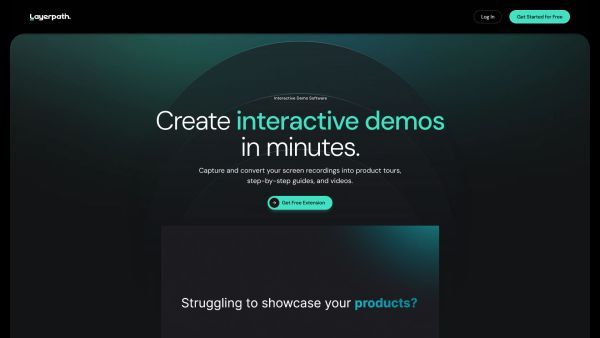 Layerpath.
Log In
Get Started for Free
Interactive Demo Software
Create interactive demos
in minutes.
Capture and convert your screen recordings into product tours,
step-by-step guides, and videos.
Get Free Extension
Struggling to showcase your products?